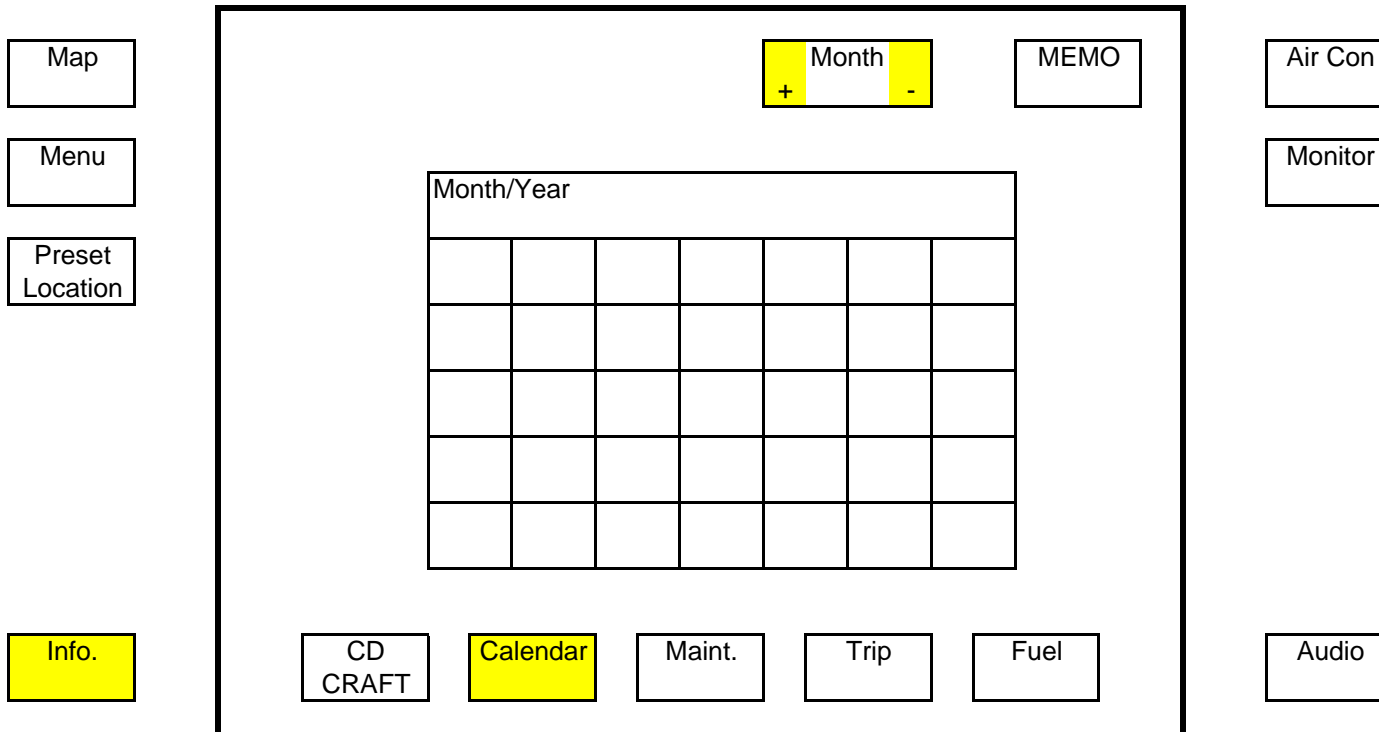 Map
Month
+ -
MEMO
Air Con
Menu
Monitor
Month/Year
Preset
Location
Info.
CD
CRAFT
Calendar
Maint.
Trip
Fuel
Audio